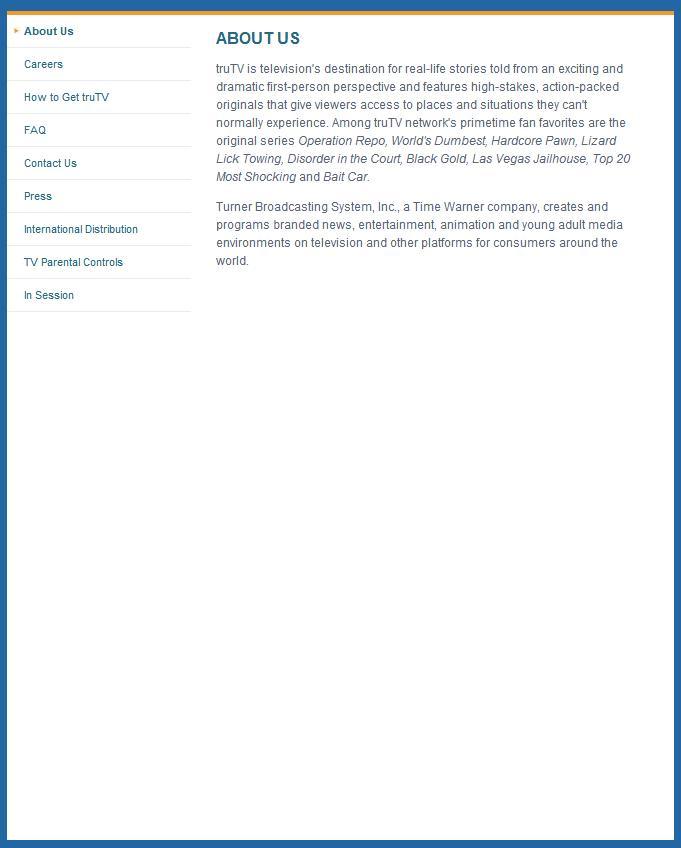 About Us
Careers
How to Get truTV
FAQ
Contact Us
Press
International Distribution
TV Parental Controls
In Session
ABOUT US
truTV is television's destination for real-life stories told from an exciting and
dramatic first-person perspective and features high-stakes, action-packed
originals that give viewers access to places and situations they can't
normally experience. Among truTV network's primetime fan favorites are the
original series Operation Repo, World's Dumbest, Hardcore Pawn, Lizard
Lick Towing, Disorder in the Court, Black Gold, Las Vegas Jailhouse, Top 20
Most Shocking and Bait Car.
Turner Broadcasting System, Inc., a Time Warner company, creates and
programs branded news, entertainment, animation and young adult media
environments on television and other platforms for consumers around the
world.